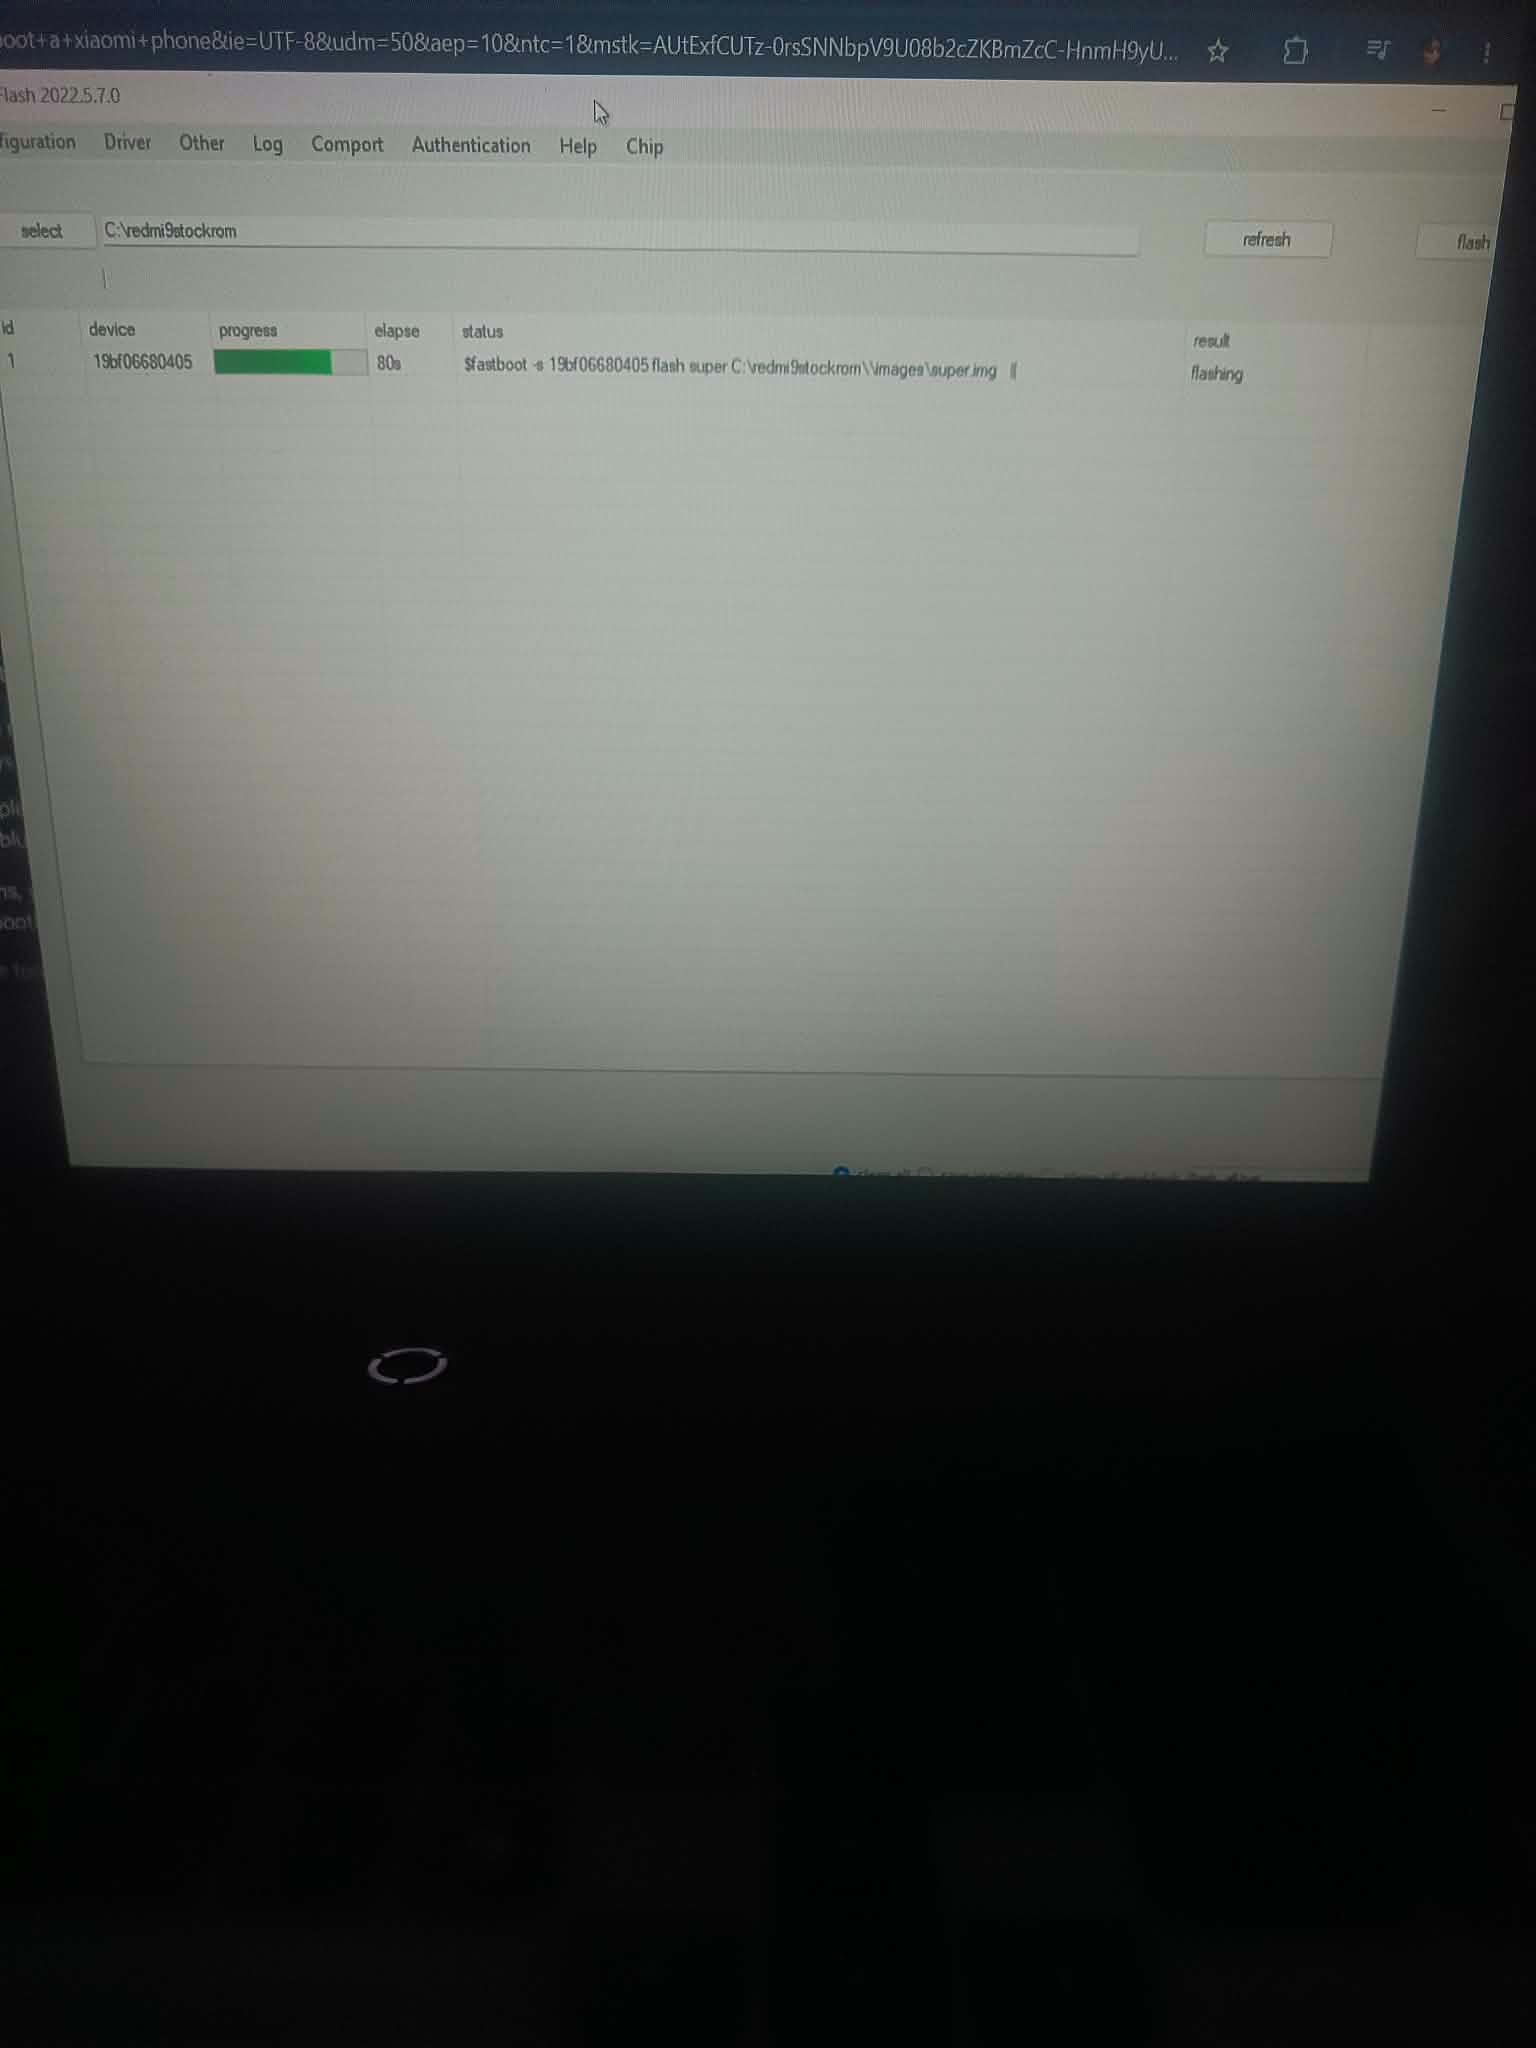 oot+a+xiaomi+phone&ie=UTF-8&udm=50&aep=10&ntc=1&mstk=AUtExfCUTz-0rsSNNbpV9U08b2cZKBmZcC-HnmH9yU...
Flash 2022.5.7.0
figuration Driver Other Log Comport Authentication Help Chip
select C:\redmi9stockrom refresh flash
id device progress elapse status result
1 19bf06680405 80s $fastboot -s 19bf06680405 flash super C:\redmi9stockrom\\images\super.img || flashing